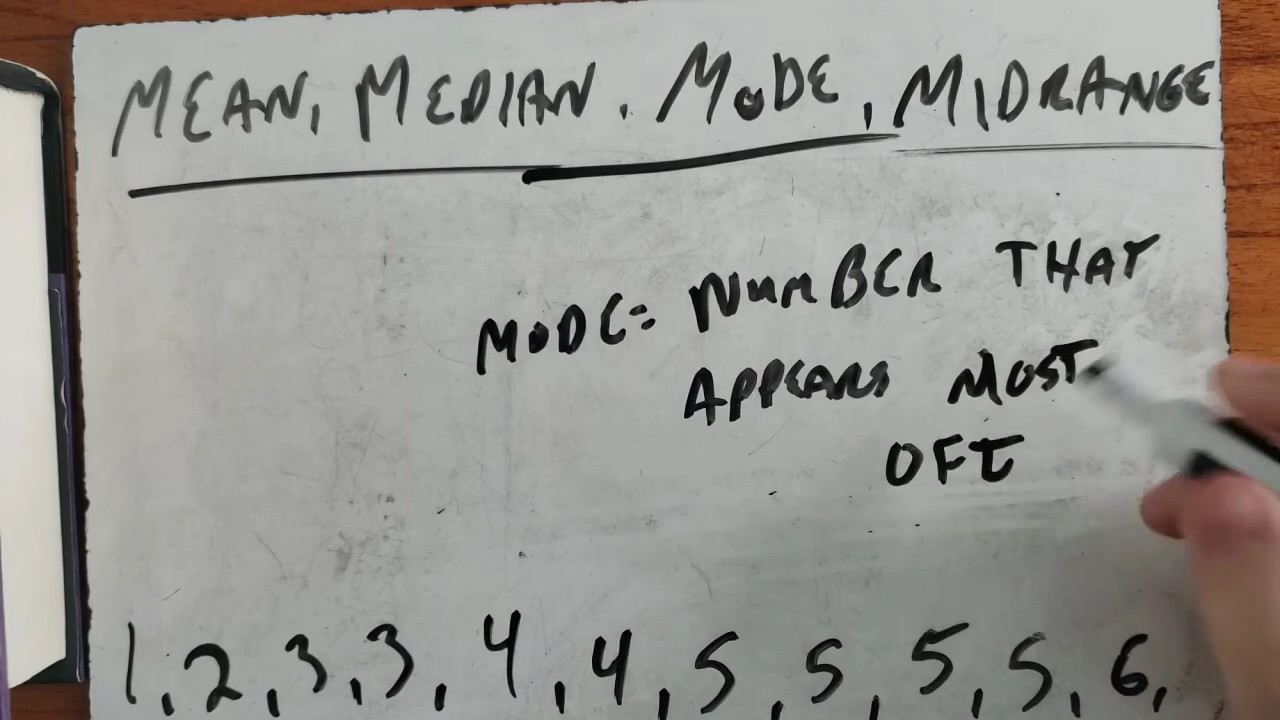 MEAN, MEDIAN, MODE, MIDRANGE
MODE= NUMBER THAT
APPEARS MOST
OFT
1, 2, 3, 3, 4, 4, 5, 5, 5, 5, 6,